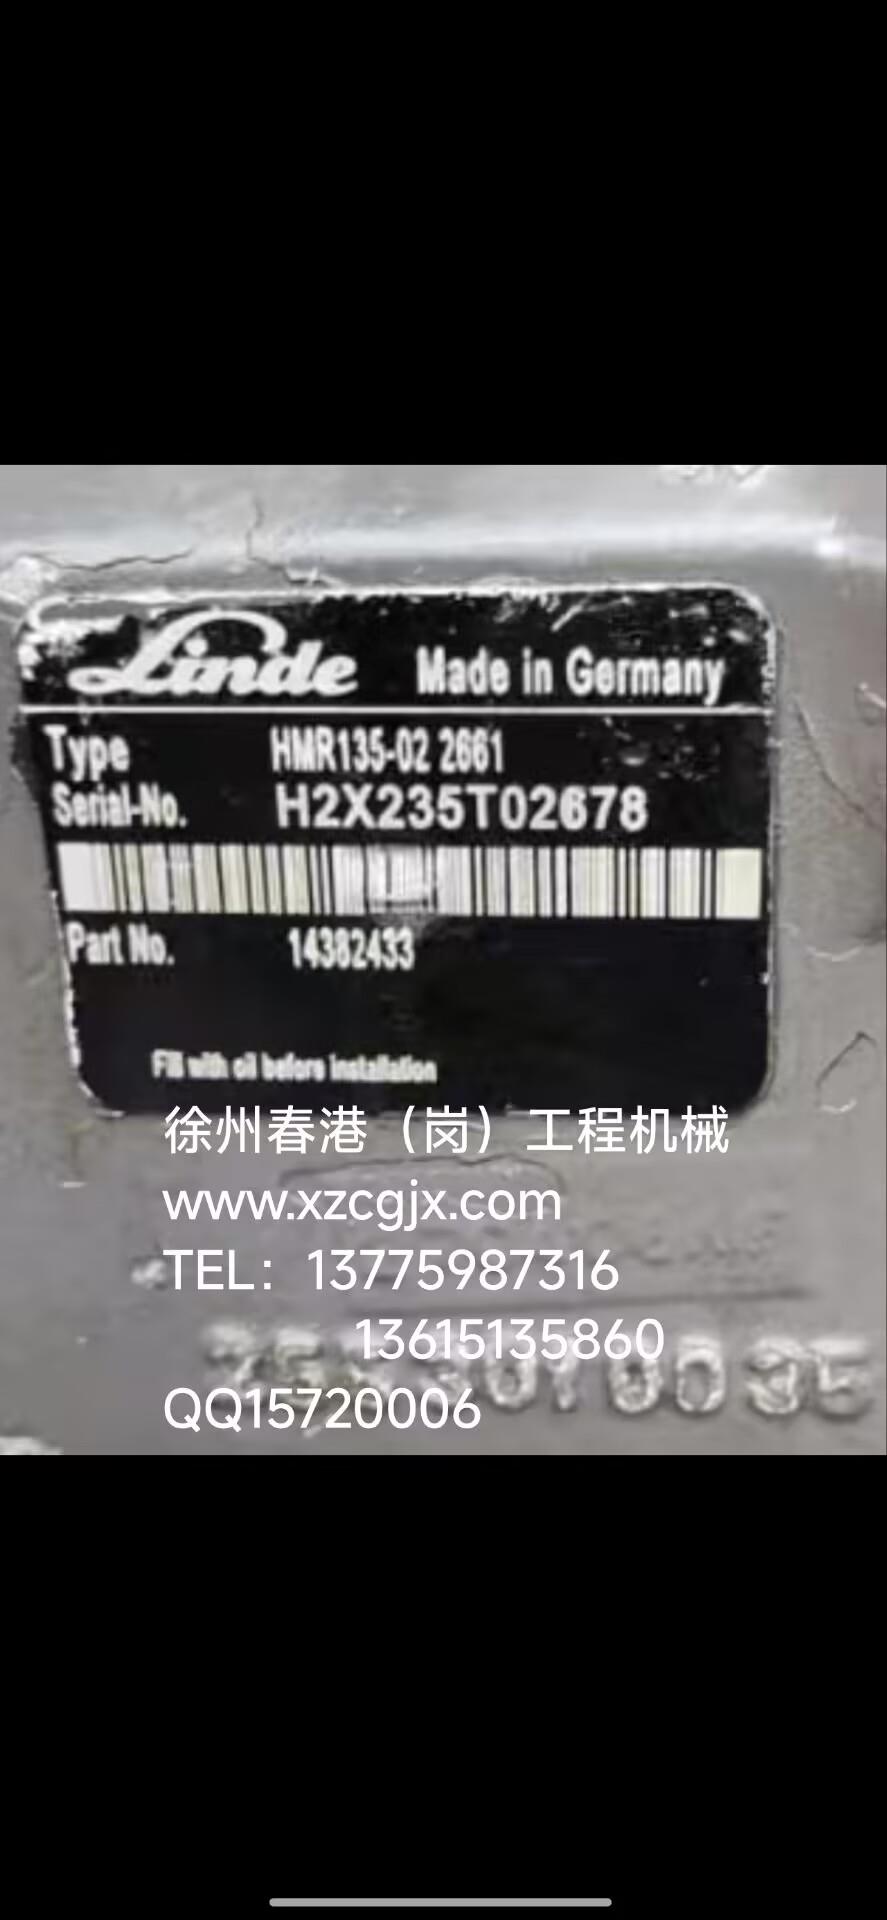 Linde Made in Germany
Type HMR135-02 2661
Serial-No. H2X235T02678
Part No. 14382433
Fill with oil before installation
徐州春港（岗）工程机械
www.xzcgjx.com
TEL：13775987316
13615135860
QQ15720006